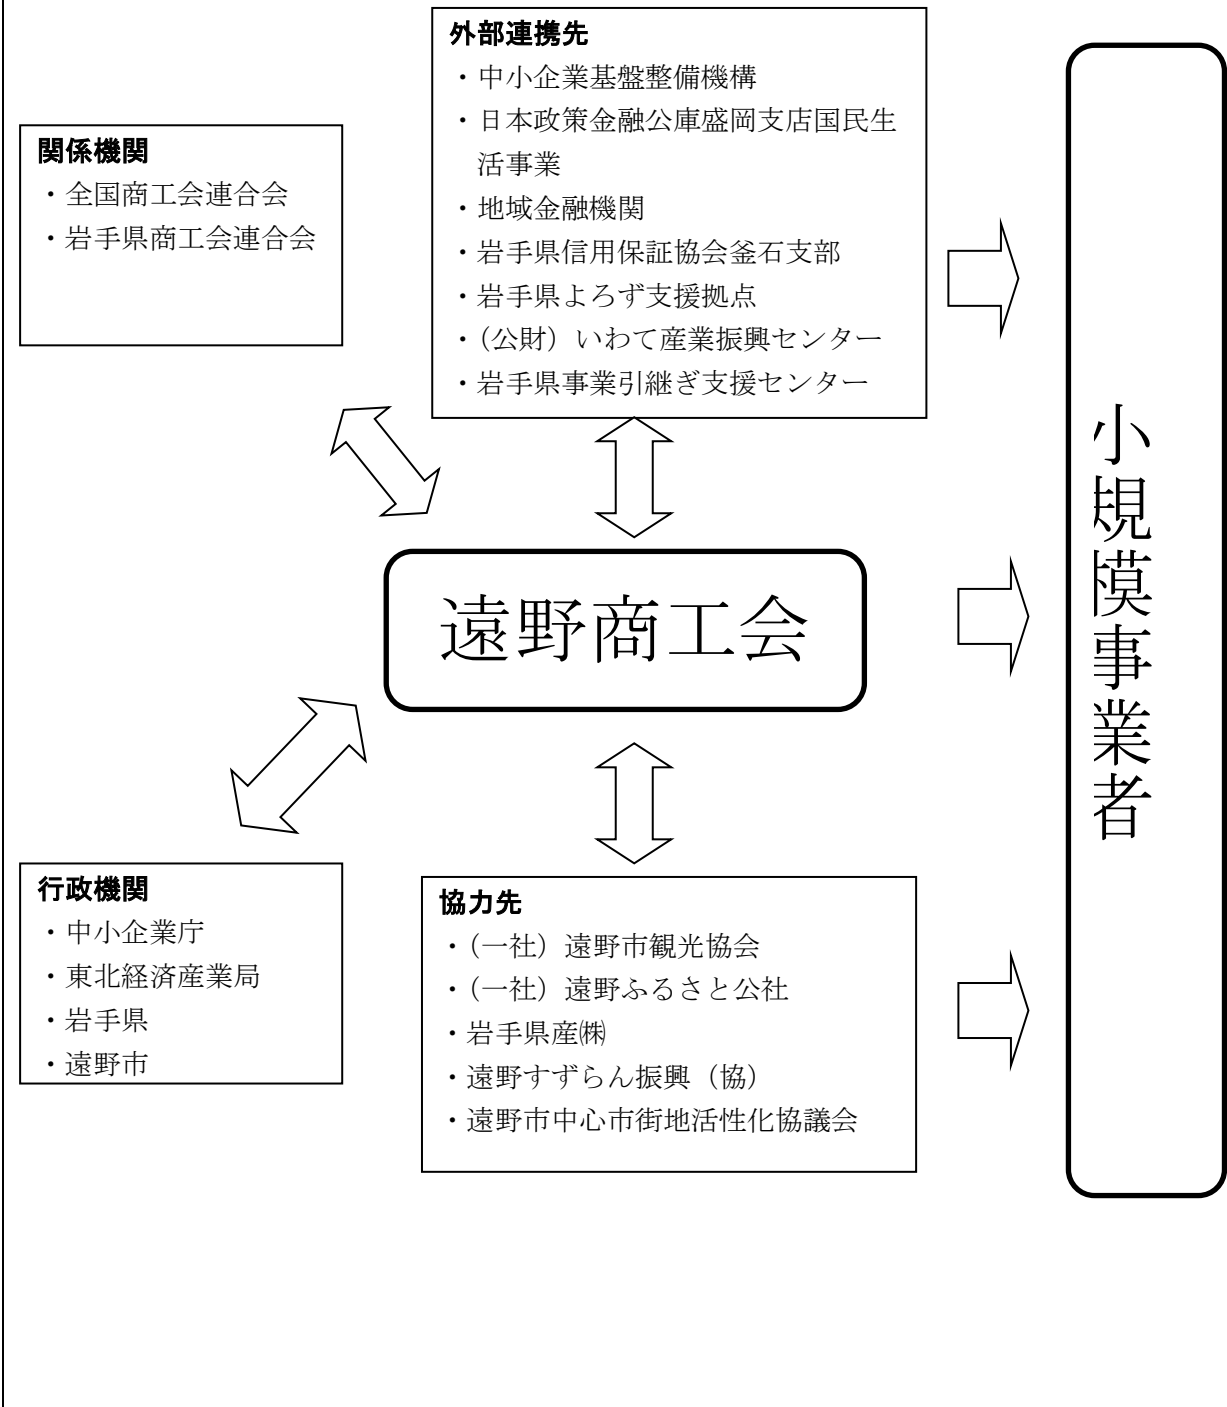 外部連携先
・中小企業基盤整備機構
・日本政策金融公庫盛岡支店国民生
活事業
・地域金融機関
・岩手県信用保証協会釜石支部
・岩手県よろず支援拠点
・（公財）いわて産業振興センター
・岩手県事業引継ぎ支援センター
関係機関
・全国商工会連合会
・岩手県商工会連合会
遠野商工会
小規模事業者
行政機関
・中小企業庁
・東北経済産業局
・岩手県
・遠野市
協力先
・（一社）遠野市観光協会
・（一社）遠野ふるさと公社
・岩手県産㈱
・遠野すずらん振興（協）
・遠野市中心市街地活性化協議会